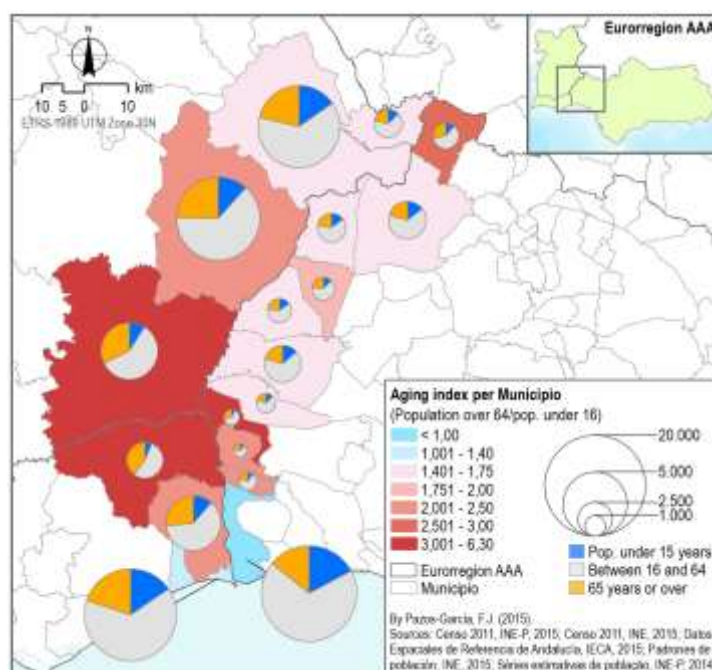 Eurorregion AAA
10 5 0 10 km
ETRS-1989 UTM Zone 30N
Aging index per Municipio
(Population over 64/pop. under 16)
< 1,00
1,001 - 1,40
1,401 - 1,75
1,751 - 2,00
2,001 - 2,50
2,501 - 3,00
3,001 - 6,30
Eurorregion AAA
Municipio
20.000
5.000
2.500
1.000
Pop. under 15 years
Between 16 and 64
65 years or over
By Pazos-García, F.J. (2015).
Sources: Censo 2011, INE-P, 2015; Censo 2011, INE, 2015; Datos
Espaciales de Referencia de Andalucía, IECA, 2015; Padrones de
población, INE, 2015; Séries estimativas de população, INE-P, 2014